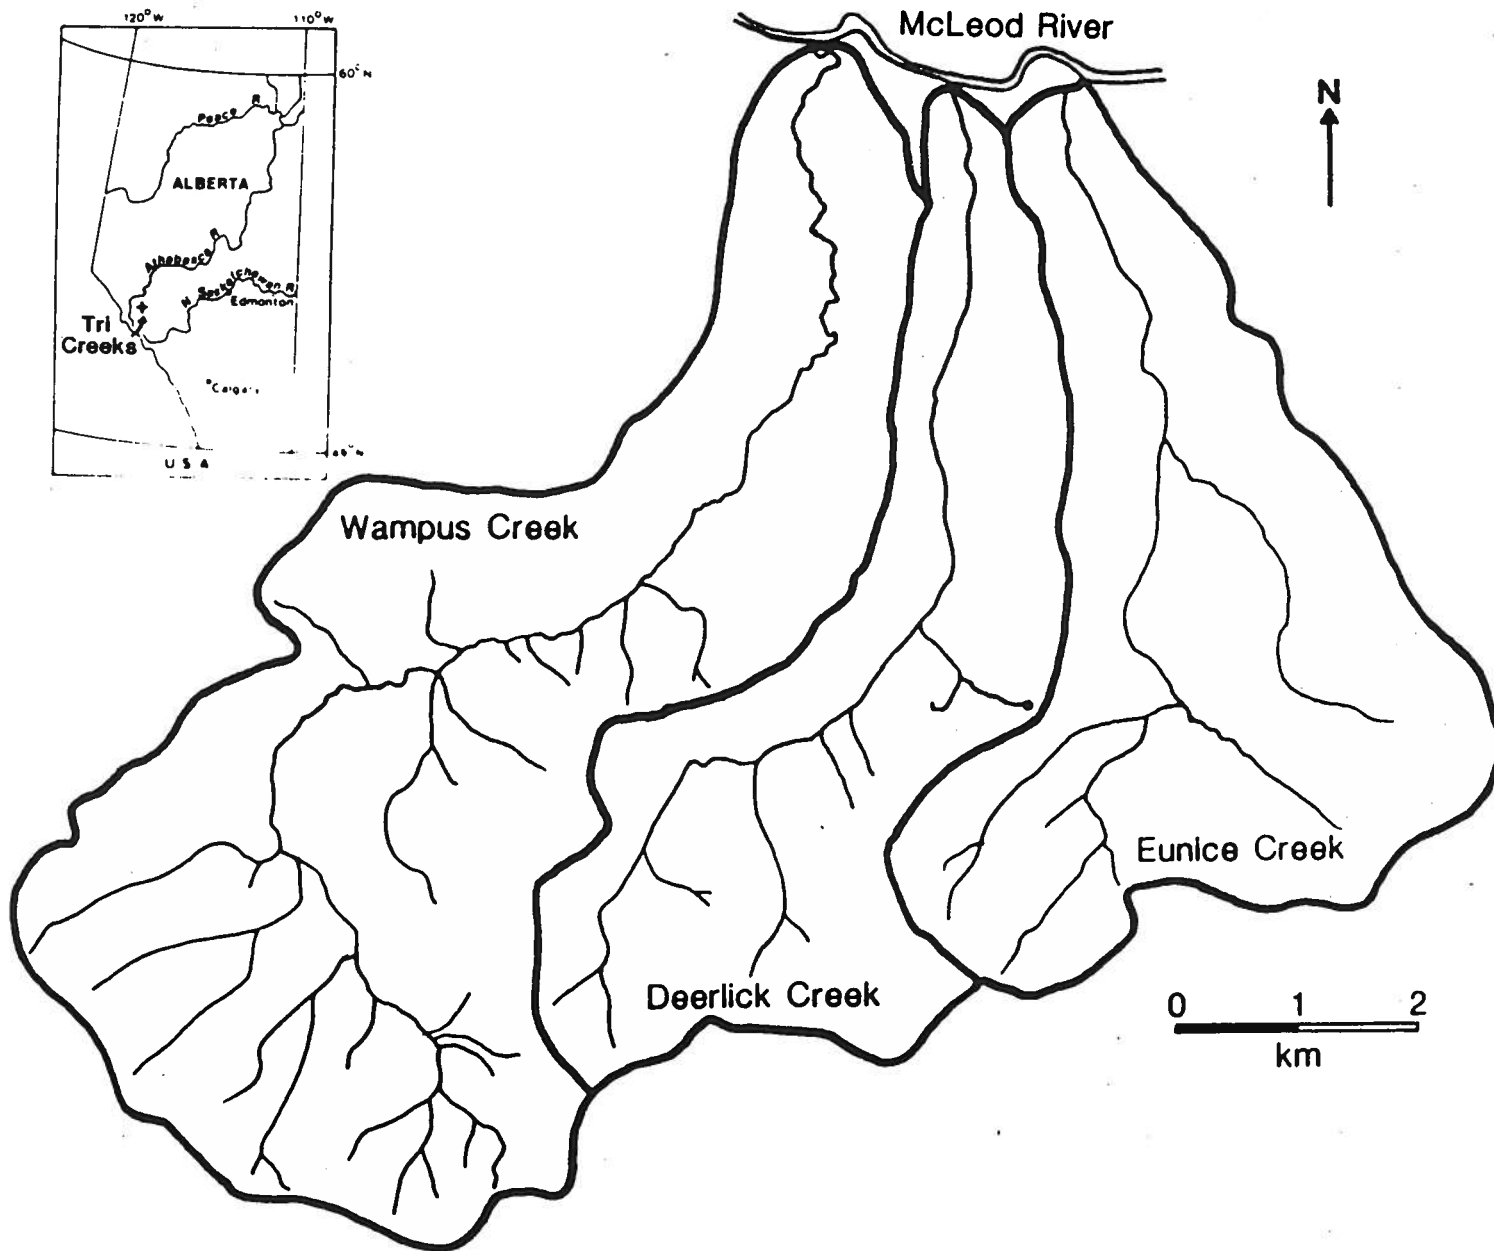 McLeod River
120°W 110°W
60°N
Peace R
ALBERTA
N
Athabasca R
N Saskatchewan R
Edmonton
Tri
Creeks
°Calgary
U S A
Wampus Creek
Eunice Creek
Deerlick Creek
0 1 2
km